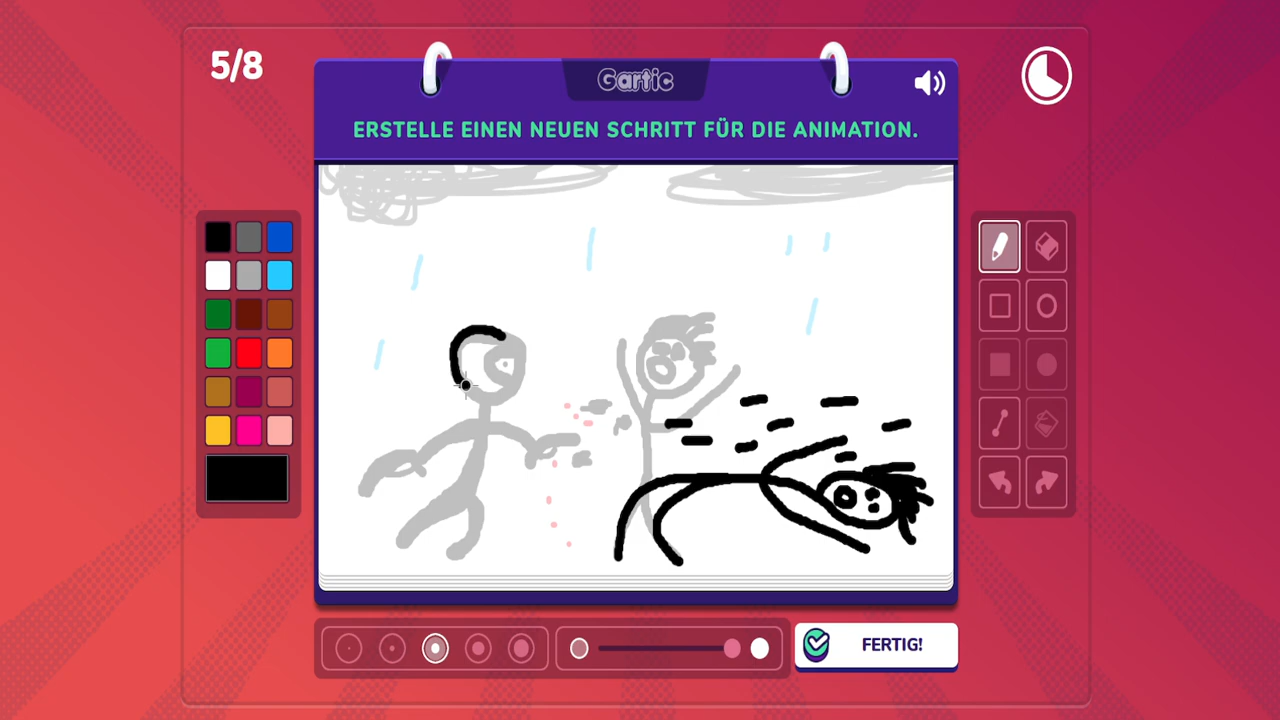 5/8
Gartic
ERSTELLE EINEN NEUEN SCHRITT FÜR DIE ANIMATION.
FERTIG!